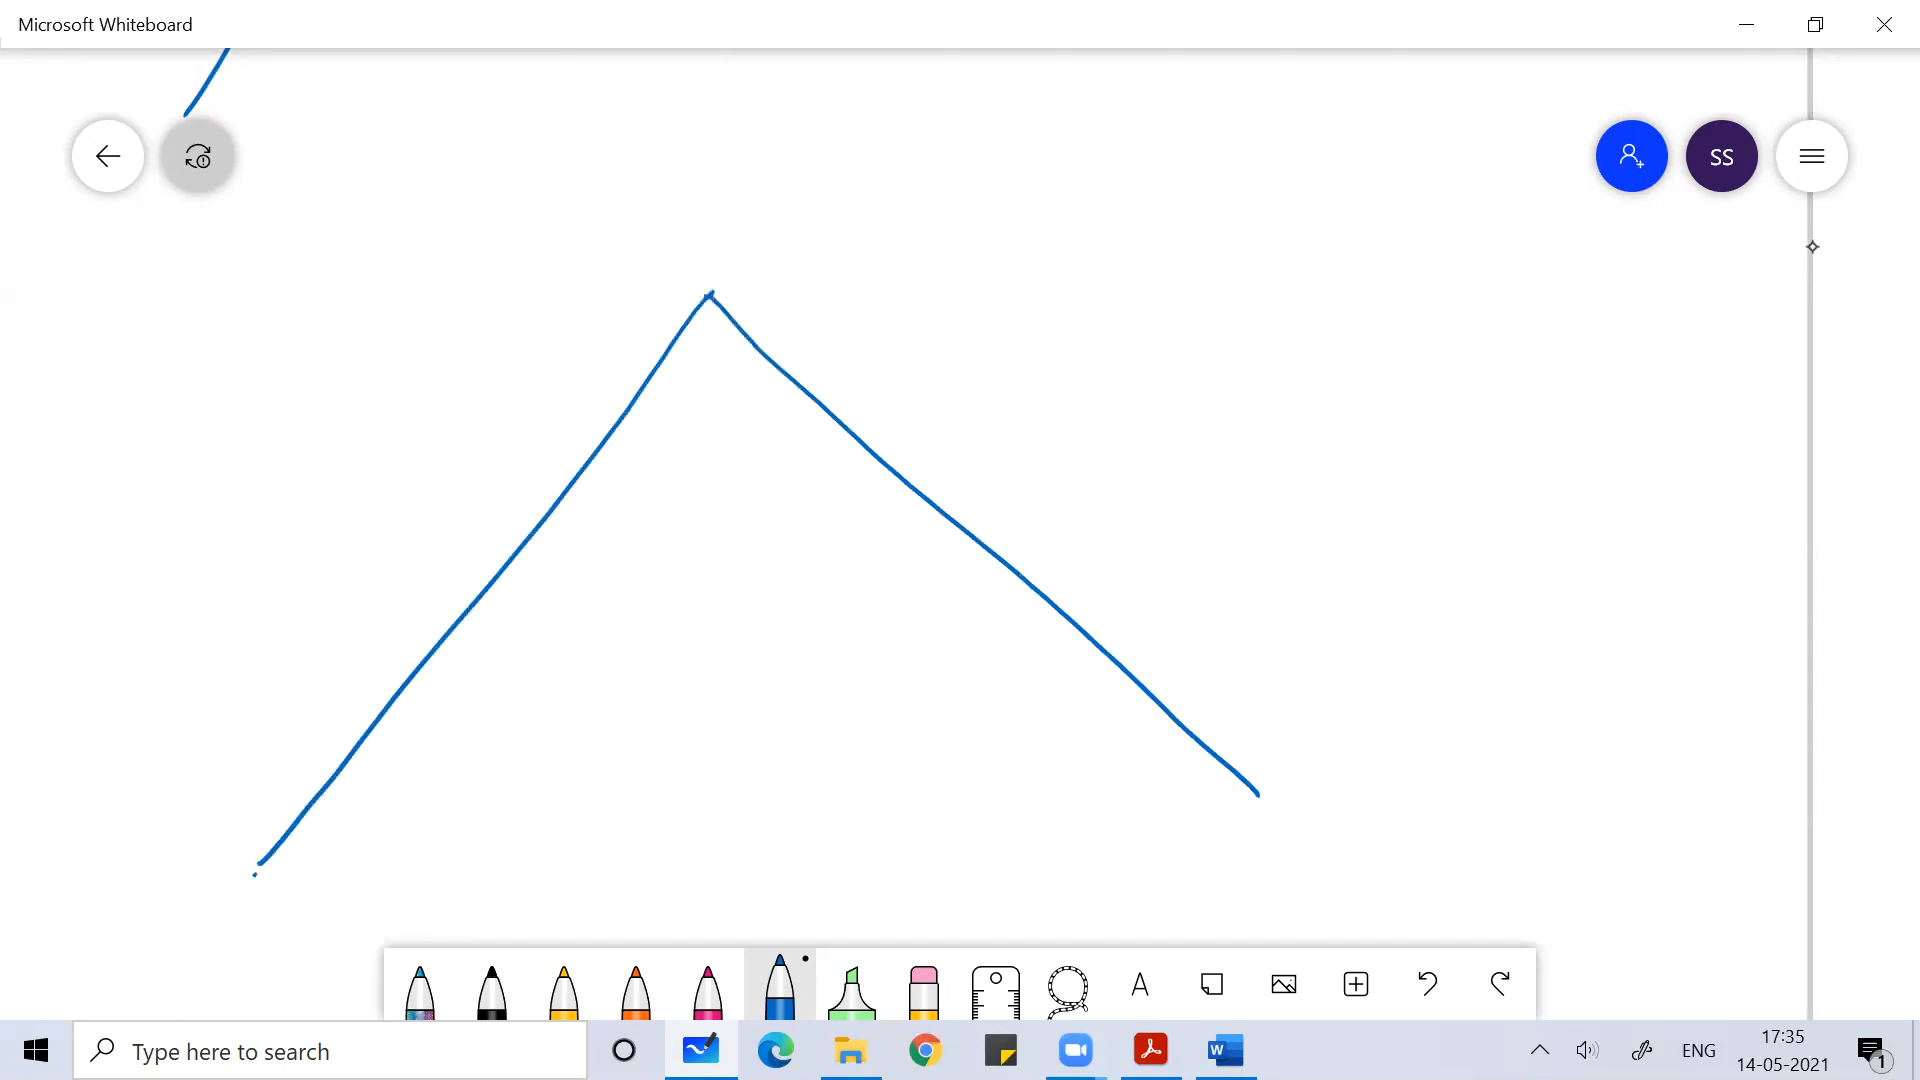 Microsoft Whiteboard
SS
A
Type here to search
W
ENG
17:35
14-05-2021
1